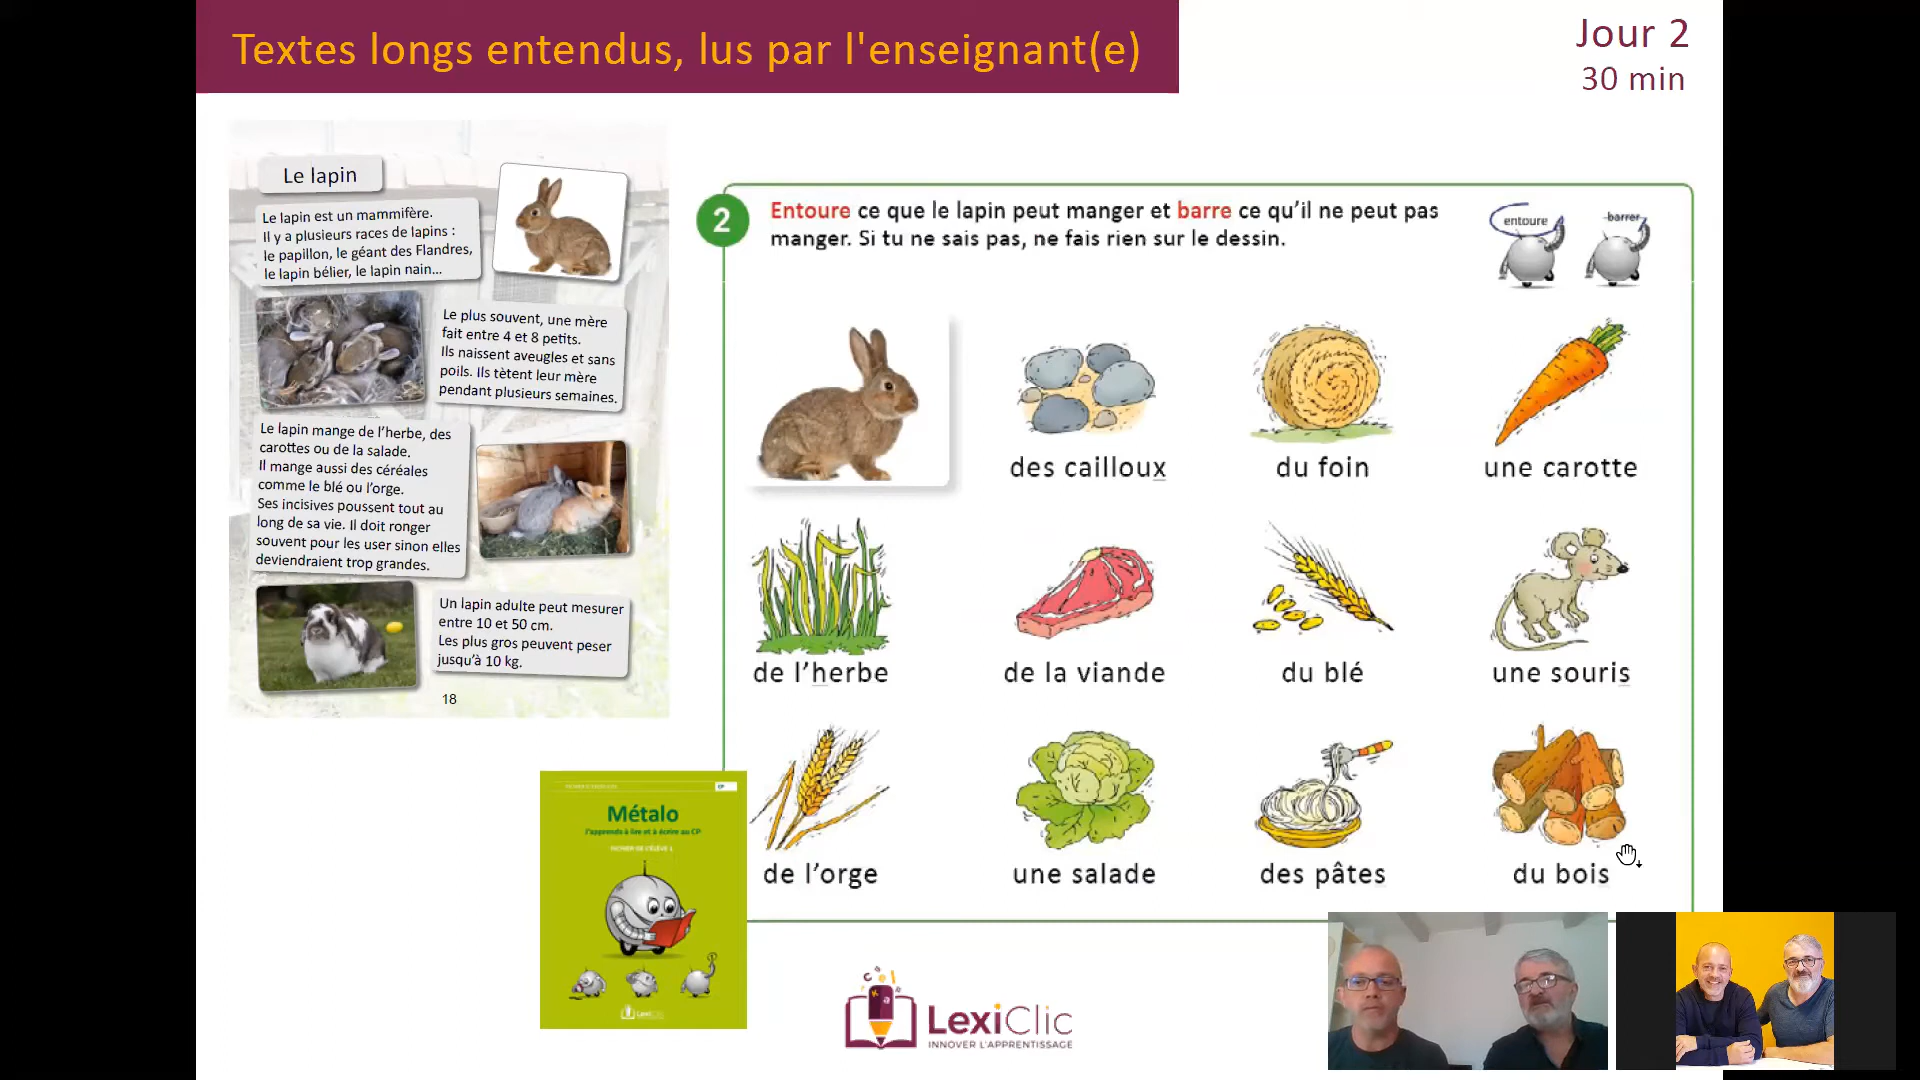 Textes longs entendus, lus par l'enseignant(e)
Jour 2
30 min
Le lapin
Le lapin est un mammifère.
Il y a plusieurs races de lapins :
le papillon, le géant des Flandres,
le lapin bélier, le lapin nain...
Le plus souvent, une mère
fait entre 4 et 8 petits.
Ils naissent aveugles et sans
poils. Ils tètent leur mère
pendant plusieurs semaines.
Le lapin mange de l'herbe, des
carottes ou de la salade.
Il mange aussi des céréales
comme le blé ou l'orge.
Ses incisives poussent tout au
long de sa vie. Il doit ronger
souvent pour les user sinon elles
deviendraient trop grandes.
Un lapin adulte peut mesurer
entre 10 et 50 cm.
Les plus gros peuvent peser
jusqu'à 10 kg.
18
2
Entoure ce que le lapin peut manger et barre ce qu'il ne peut pas
manger. Si tu ne sais pas, ne fais rien sur le dessin.
entoure
barrer
des cailloux
du foin
une carotte
de l'herbe
de la viande
du blé
une souris
de l'orge
une salade
des pâtes
du bois
Métalo
J'apprends à lire et à écrire au CP
FICHIER DE L'ÉLÈVE 1
LexiClic
LexiClic
INNOVER L'APPRENTISSAGE